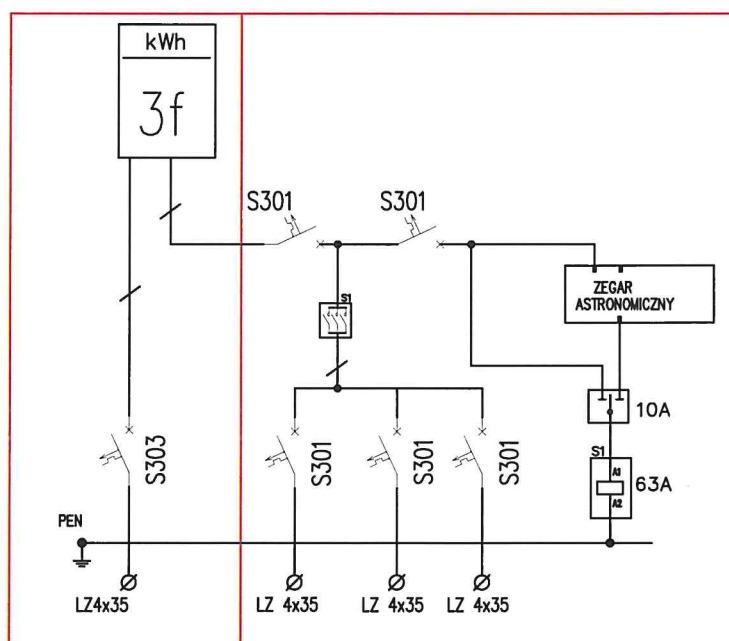 kWh
3f
S301
S301
S1
ZEGAR
ASTRONOMICZNY
10A
S303
S301
S301
S301
S1
A1
A2
63A
PEN
LZ4x35
LZ 4x35
LZ 4x35
LZ 4x35